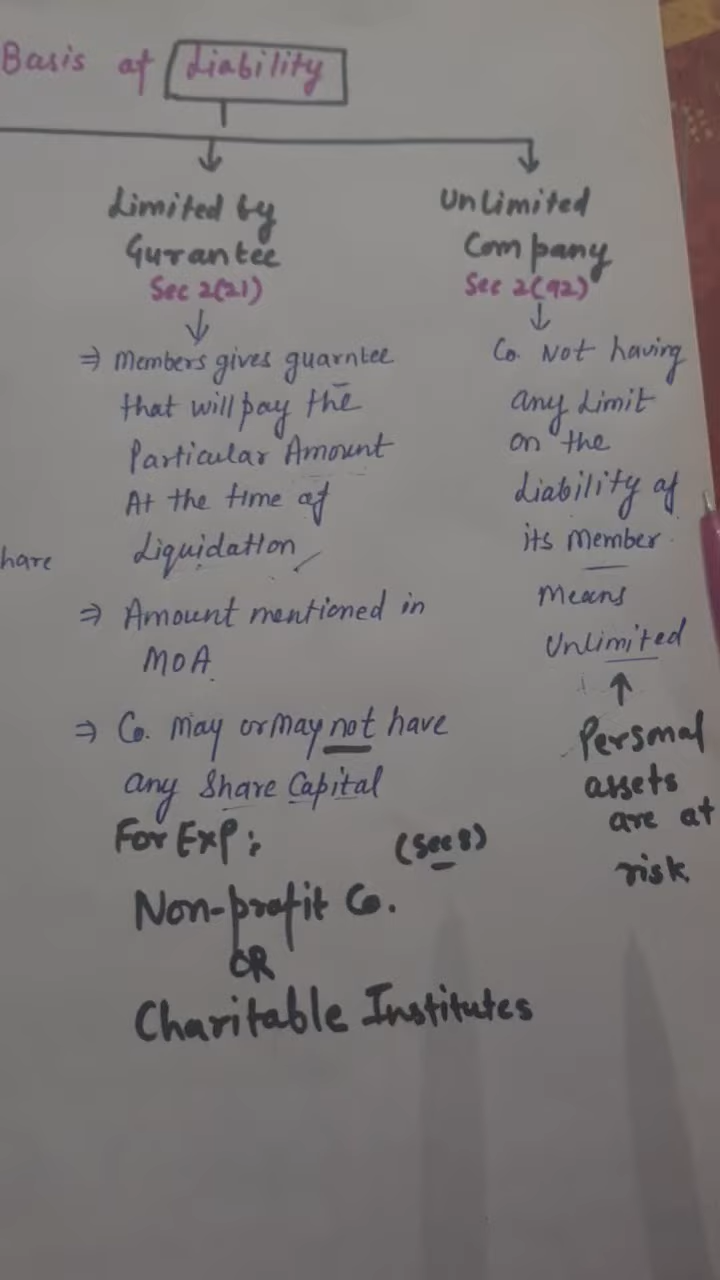 Basis of Liability
Limited by
Gurantee
Sec 2(21)
⇒ Members gives guarntee
that will pay the
Particular Amount
At the time of
Liquidation
⇒ Amount mentioned in
MOA
⇒ Co. may or may not have
any Share Capital
For Exp:
(Sec 8)
Non-profit Co.
OR
Charitable Institutes
Unlimited
Company
Sec 2(92)
Co. Not having
any Limit
on the
Liability of
its Member
Means
Unlimited
Personal
assets
are at
risk
hare